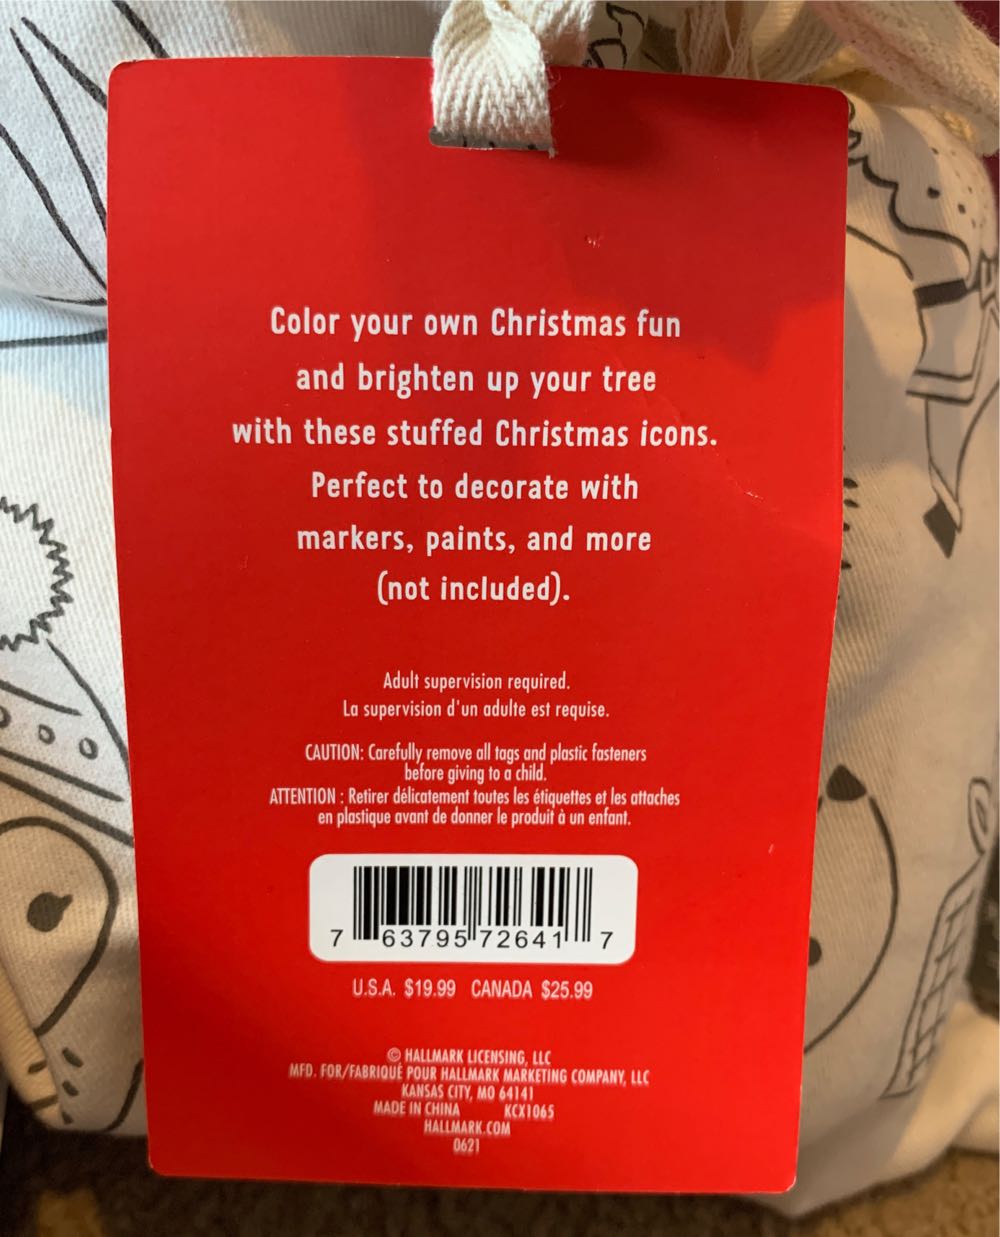 Color your own Christmas fun
and brighten up your tree
with these stuffed Christmas icons.
Perfect to decorate with
markers, paints, and more
(not included).
Adult supervision required.
La supervision d'un adulte est requise.
CAUTION: Carefully remove all tags and plastic fasteners
before giving to a child.
ATTENTION : Retirer délicatement toutes les étiquettes et les attaches
en plastique avant de donner le produit à un enfant.
7 63795 72641 7
U.S.A. $19.99 CANADA $25.99
© HALLMARK LICENSING, LLC
MFD. FOR/FABRIQUÉ POUR HALLMARK MARKETING COMPANY, LLC
KANSAS CITY, MO 64141
MADE IN CHINA KCX1065
HALLMARK.COM
0621